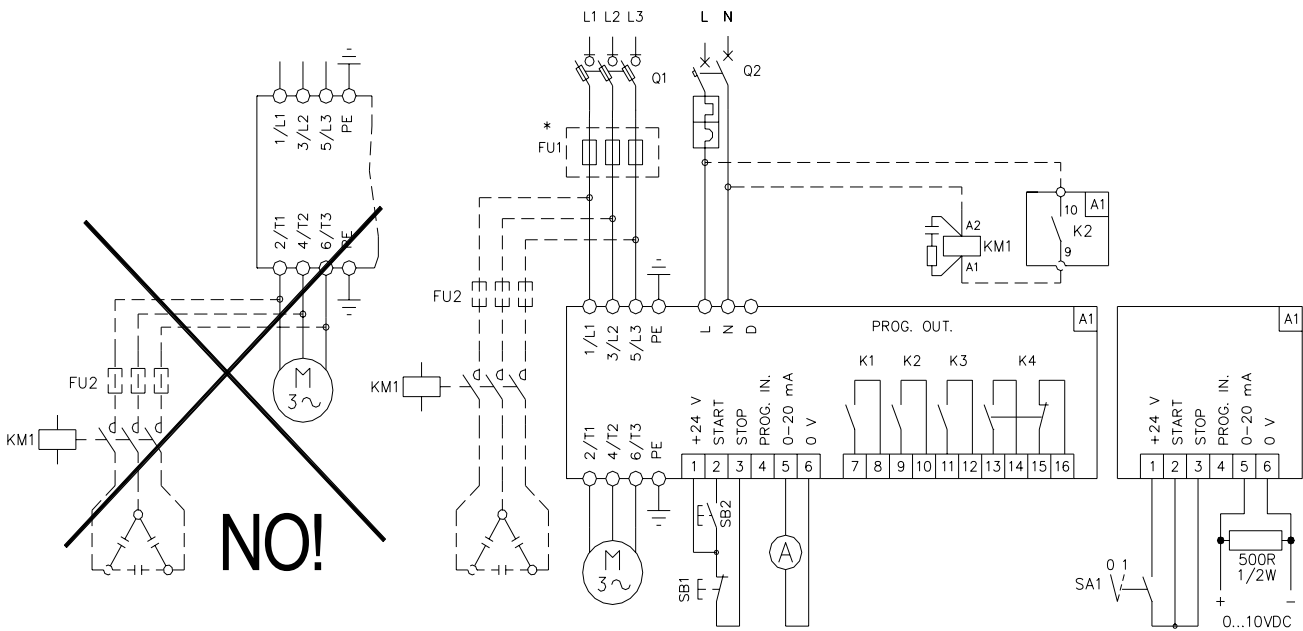 L1 L2 L3
L N
Q1
Q2
*
FU1
1/L1 3/L2 5/L3 PE
2/T1 4/T2 6/T3 PE
FU2
KM1
M
3~
NO!
10 A1
K2
9
A2
KM1
A1
FU2
KM1
1/L1 3/L2 5/L3 PE
L N D
PROG. OUT.
A1
K1 K2 K3 K4
+24 V
START
STOP
PROG. IN.
0-20 mA
0 V
2/T1 4/T2 6/T3 PE
1 2 3 4 5 6
7 8 9 10 11 12 13 14 15 16
M
3~
SB2
SB1
A
A1
+24 V
START
STOP
PROG. IN.
0-20 mA
0 V
1 2 3 4 5 6
500R
1/2W
0 1
SA1
+ -
0...10VDC